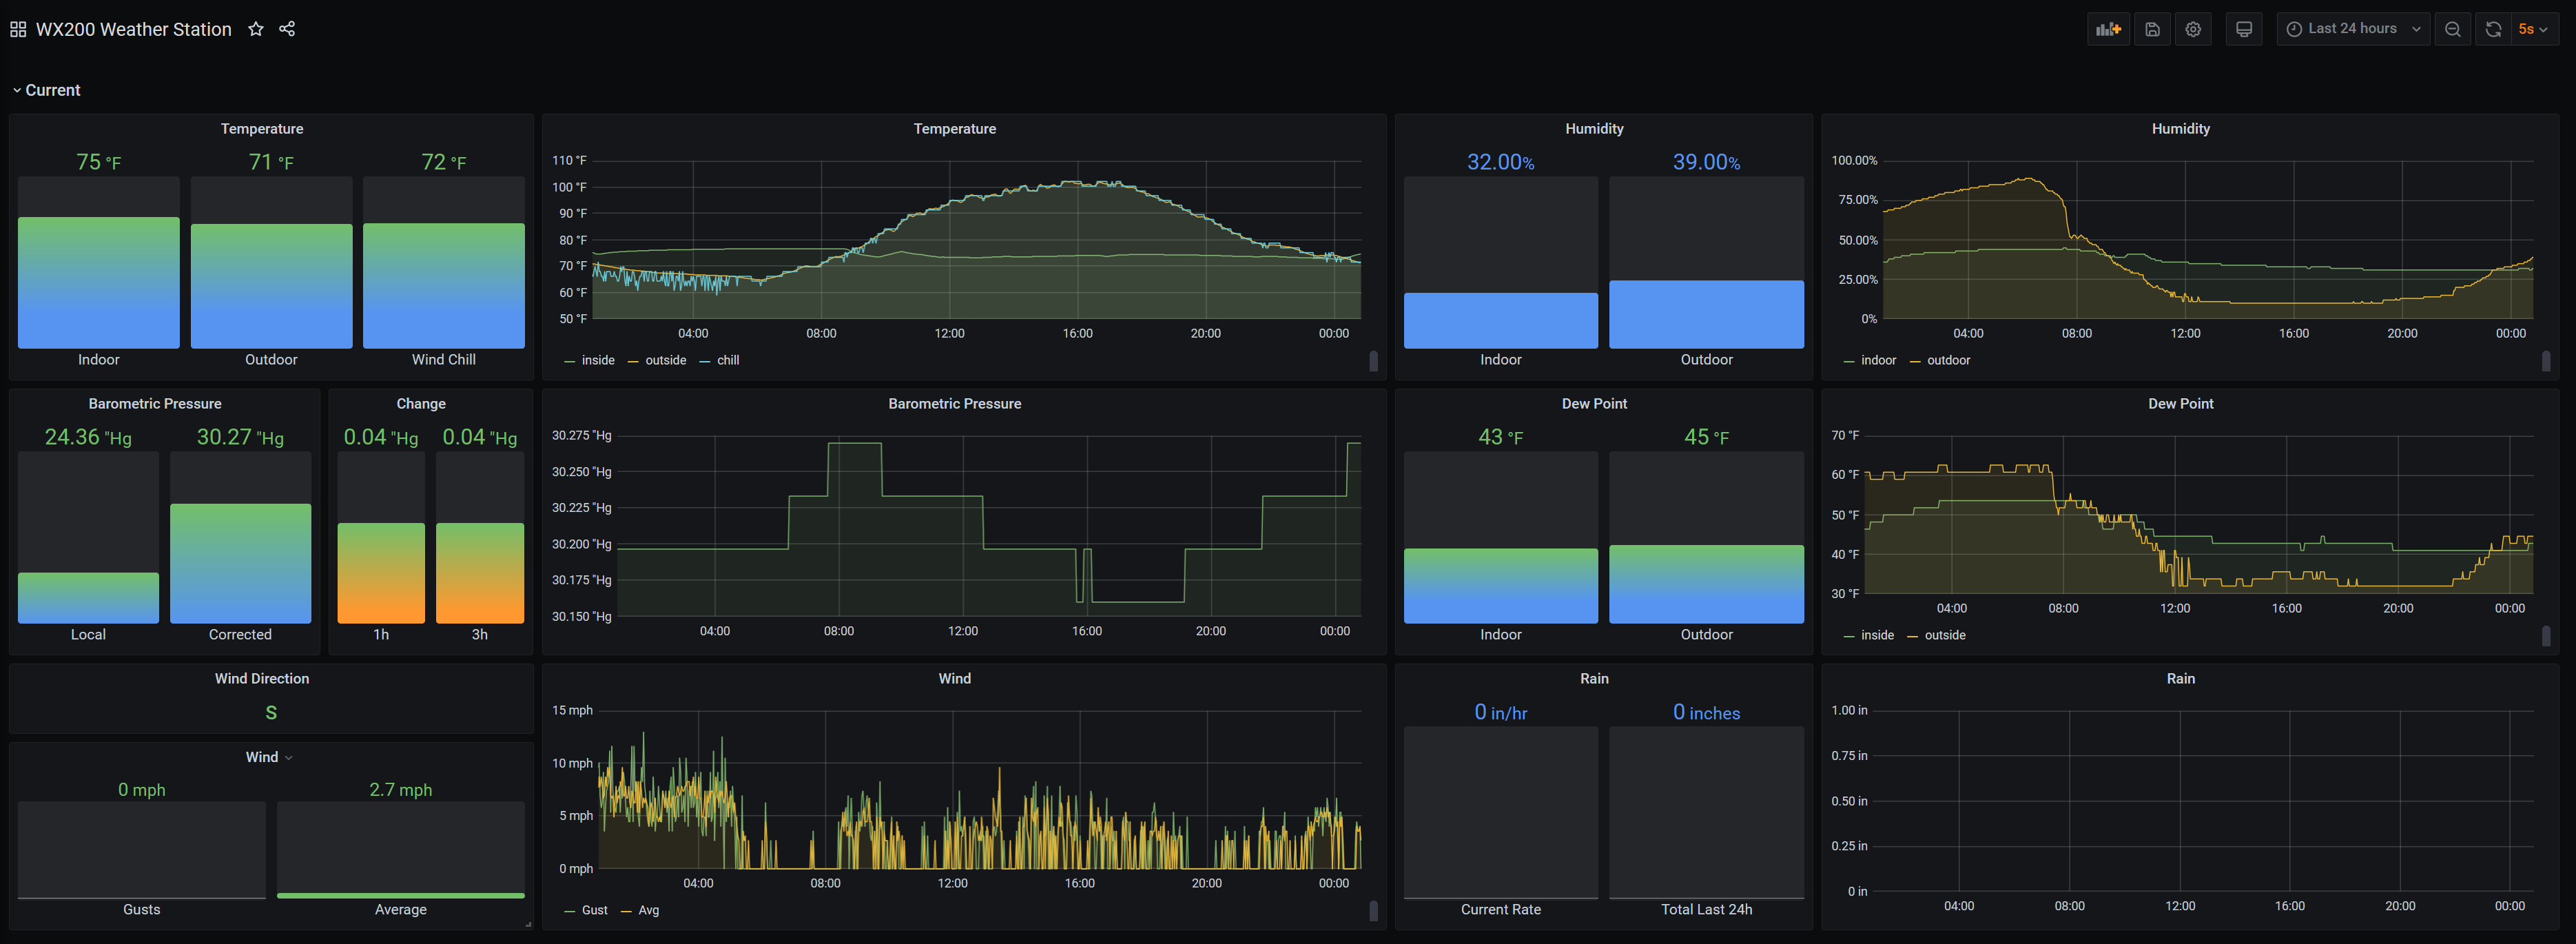 WX200 Weather Station
Last 24 hours
5s
Current
Temperature
75 °F
71 °F
72 °F
Indoor
Outdoor
Wind Chill
Temperature
110 °F
100 °F
90 °F
80 °F
70 °F
60 °F
50 °F
04:00
08:00
12:00
16:00
20:00
00:00
inside
outside
chill
Humidity
32.00%
39.00%
Indoor
Outdoor
Humidity
100.00%
75.00%
50.00%
25.00%
0%
04:00
08:00
12:00
16:00
20:00
00:00
indoor
outdoor
Barometric Pressure
24.36 "Hg
30.27 "Hg
Local
Corrected
Change
0.04 "Hg
0.04 "Hg
1h
3h
Barometric Pressure
30.275 "Hg
30.250 "Hg
30.225 "Hg
30.200 "Hg
30.175 "Hg
30.150 "Hg
04:00
08:00
12:00
16:00
20:00
00:00
Dew Point
43 °F
45 °F
Indoor
Outdoor
Dew Point
70 °F
60 °F
50 °F
40 °F
30 °F
04:00
08:00
12:00
16:00
20:00
00:00
inside
outside
Wind Direction
S
Wind
0 mph
2.7 mph
Gusts
Average
Wind
15 mph
10 mph
5 mph
0 mph
04:00
08:00
12:00
16:00
20:00
00:00
Gust
Avg
Rain
0 in/hr
0 inches
Current Rate
Total Last 24h
Rain
1.00 in
0.75 in
0.50 in
0.25 in
0 in
04:00
08:00
12:00
16:00
20:00
00:00